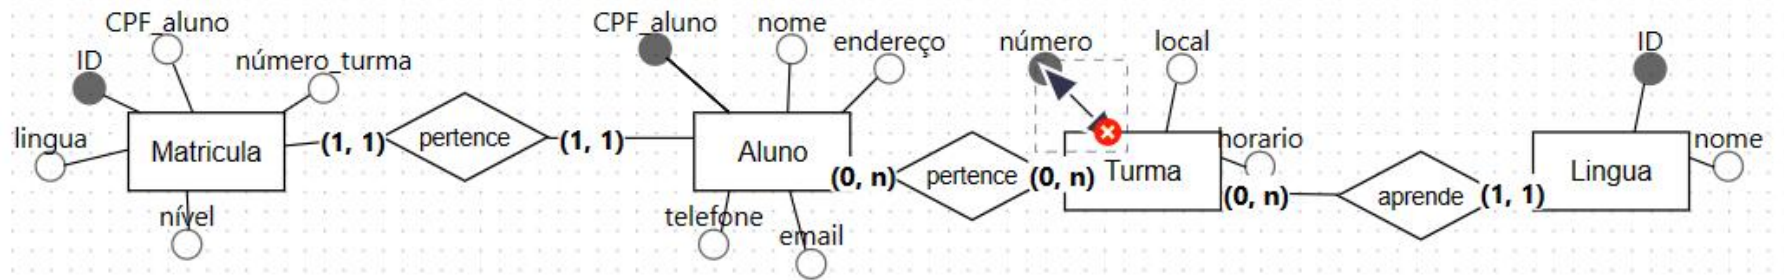 CPF_aluno
ID
número_turma
lingua
Matricula
nível
(1, 1)
pertence
(1, 1)
CPF_aluno
nome
endereço
Aluno
telefone
email
(0, n)
pertence
(0, n)
número
local
horario
Turma
(0, n)
aprende
(1, 1)
ID
nome
Lingua